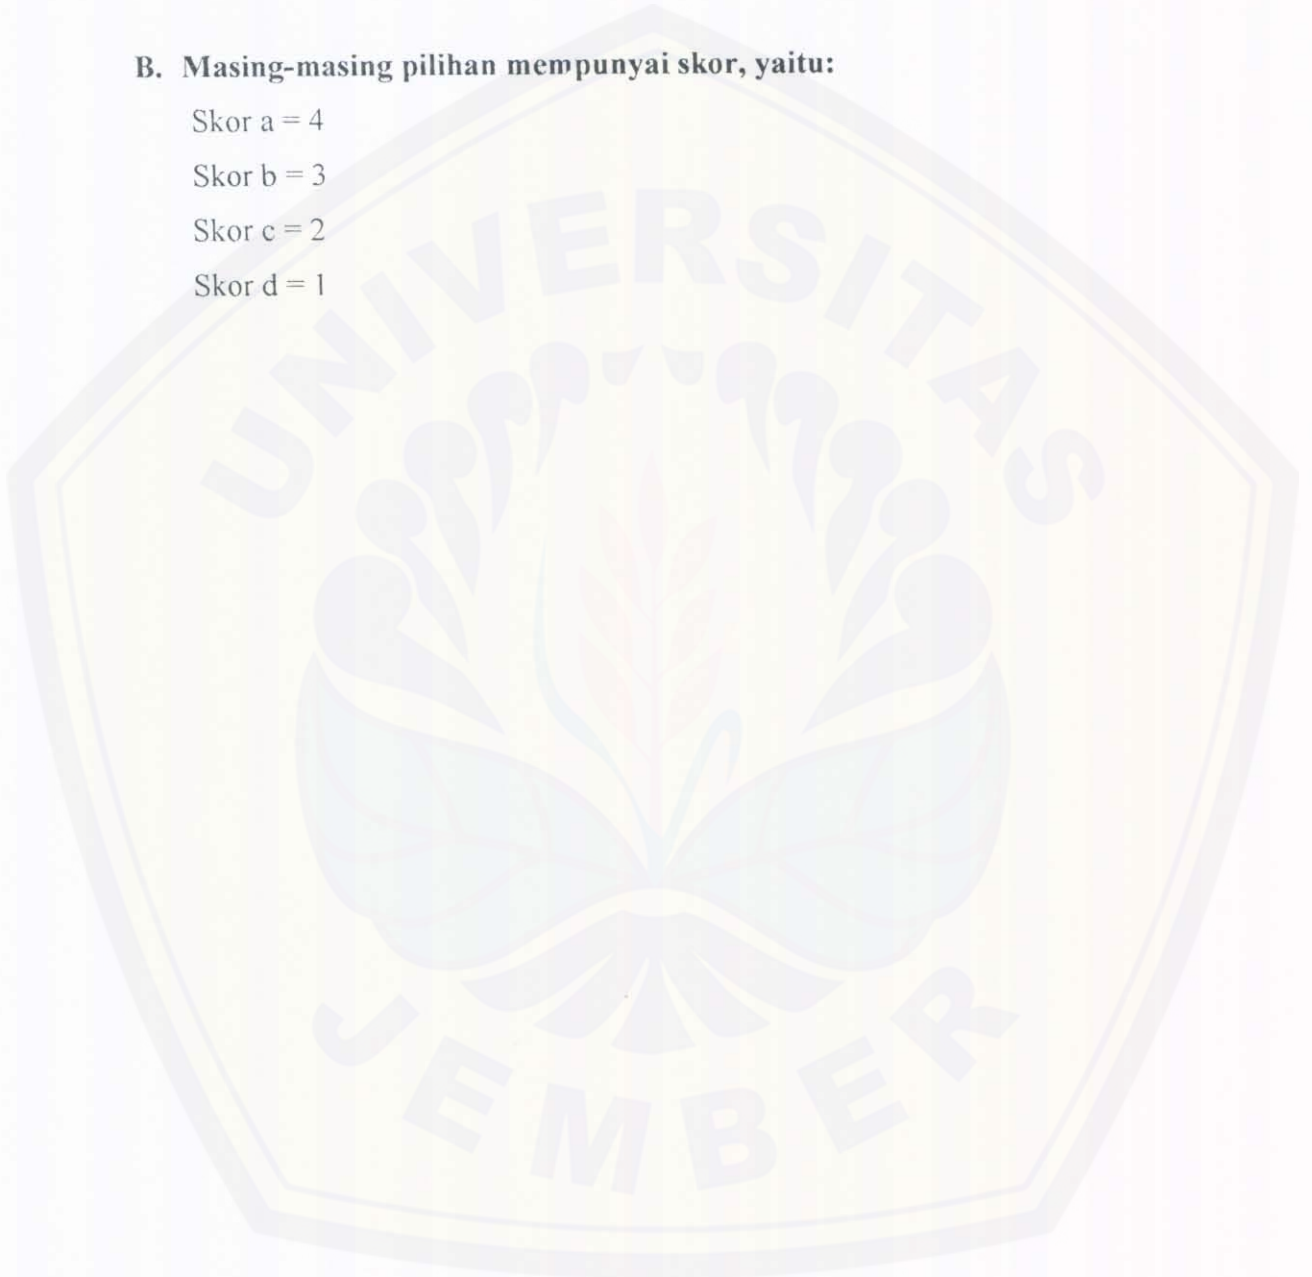 B. Masing-masing pilihan mempunyai skor, yaitu:
Skor a = 4
Skor b = 3
Skor c = 2
Skor d = 1
UNIVERSITAS
JEMBER